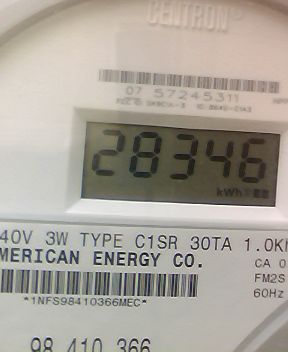 CENTRON
07 57245311
28346
kWh
40V 3W TYPE C1SR 30TA 1.0K
MERICAN ENERGY CO.
CA 0
FM2S
60Hz
*1NFS98410366MEC*
98 410 366